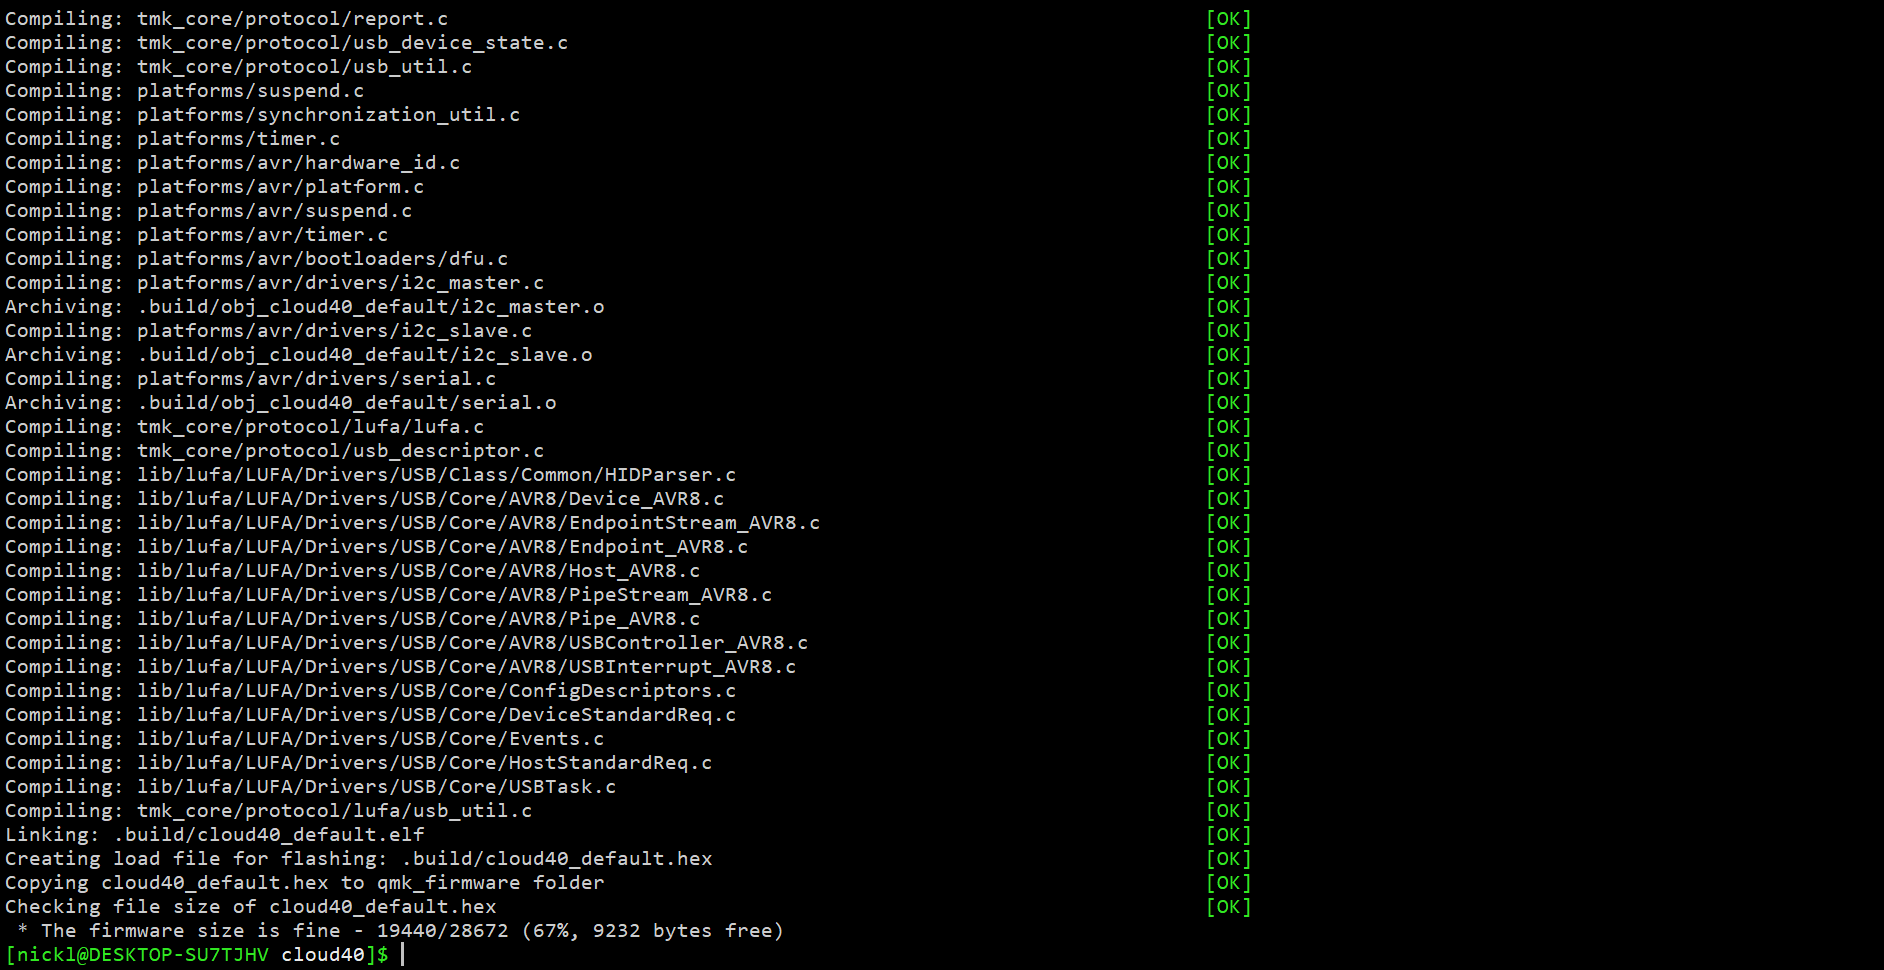 Compiling: tmk_core/protocol/report.c [OK]
Compiling: tmk_core/protocol/usb_device_state.c [OK]
Compiling: tmk_core/protocol/usb_util.c [OK]
Compiling: platforms/suspend.c [OK]
Compiling: platforms/synchronization_util.c [OK]
Compiling: platforms/timer.c [OK]
Compiling: platforms/avr/hardware_id.c [OK]
Compiling: platforms/avr/platform.c [OK]
Compiling: platforms/avr/suspend.c [OK]
Compiling: platforms/avr/timer.c [OK]
Compiling: platforms/avr/bootloaders/dfu.c [OK]
Compiling: platforms/avr/drivers/i2c_master.c [OK]
Archiving: .build/obj_cloud40_default/i2c_master.o [OK]
Compiling: platforms/avr/drivers/i2c_slave.c [OK]
Archiving: .build/obj_cloud40_default/i2c_slave.o [OK]
Compiling: platforms/avr/drivers/serial.c [OK]
Archiving: .build/obj_cloud40_default/serial.o [OK]
Compiling: tmk_core/protocol/lufa/lufa.c [OK]
Compiling: tmk_core/protocol/usb_descriptor.c [OK]
Compiling: lib/lufa/LUFA/Drivers/USB/Class/Common/HIDParser.c [OK]
Compiling: lib/lufa/LUFA/Drivers/USB/Core/AVR8/Device_AVR8.c [OK]
Compiling: lib/lufa/LUFA/Drivers/USB/Core/AVR8/EndpointStream_AVR8.c [OK]
Compiling: lib/lufa/LUFA/Drivers/USB/Core/AVR8/Endpoint_AVR8.c [OK]
Compiling: lib/lufa/LUFA/Drivers/USB/Core/AVR8/Host_AVR8.c [OK]
Compiling: lib/lufa/LUFA/Drivers/USB/Core/AVR8/PipeStream_AVR8.c [OK]
Compiling: lib/lufa/LUFA/Drivers/USB/Core/AVR8/Pipe_AVR8.c [OK]
Compiling: lib/lufa/LUFA/Drivers/USB/Core/AVR8/USBController_AVR8.c [OK]
Compiling: lib/lufa/LUFA/Drivers/USB/Core/AVR8/USBInterrupt_AVR8.c [OK]
Compiling: lib/lufa/LUFA/Drivers/USB/Core/ConfigDescriptors.c [OK]
Compiling: lib/lufa/LUFA/Drivers/USB/Core/DeviceStandardReq.c [OK]
Compiling: lib/lufa/LUFA/Drivers/USB/Core/Events.c [OK]
Compiling: lib/lufa/LUFA/Drivers/USB/Core/HostStandardReq.c [OK]
Compiling: lib/lufa/LUFA/Drivers/USB/Core/USBTask.c [OK]
Compiling: tmk_core/protocol/lufa/usb_util.c [OK]
Linking: .build/cloud40_default.elf [OK]
Creating load file for flashing: .build/cloud40_default.hex [OK]
Copying cloud40_default.hex to qmk_firmware folder [OK]
Checking file size of cloud40_default.hex [OK]
 * The firmware size is fine - 19440/28672 (67%, 9232 bytes free)
[nickl@DESKTOP-SU7TJHV cloud40]$